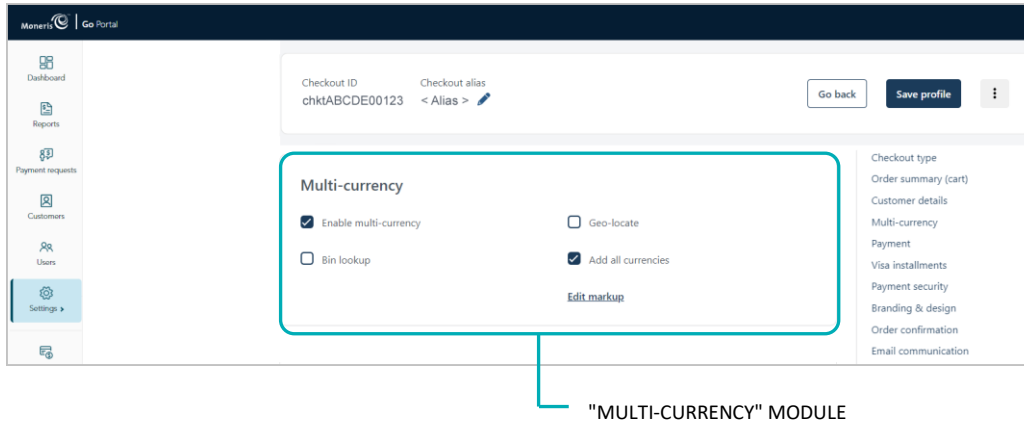 Moneris | Go Portal
Dashboard
Reports
Payment requests
Customers
Users
Settings >
Checkout ID
chktABCDE00123
Checkout alias
< Alias >
Go back
Save profile
Multi-currency
Enable multi-currency
Geo-locate
Bin lookup
Add all currencies
Edit markup
Checkout type
Order summary (cart)
Customer details
Multi-currency
Payment
Visa installments
Payment security
Branding & design
Order confirmation
Email communication
"MULTI-CURRENCY" MODULE